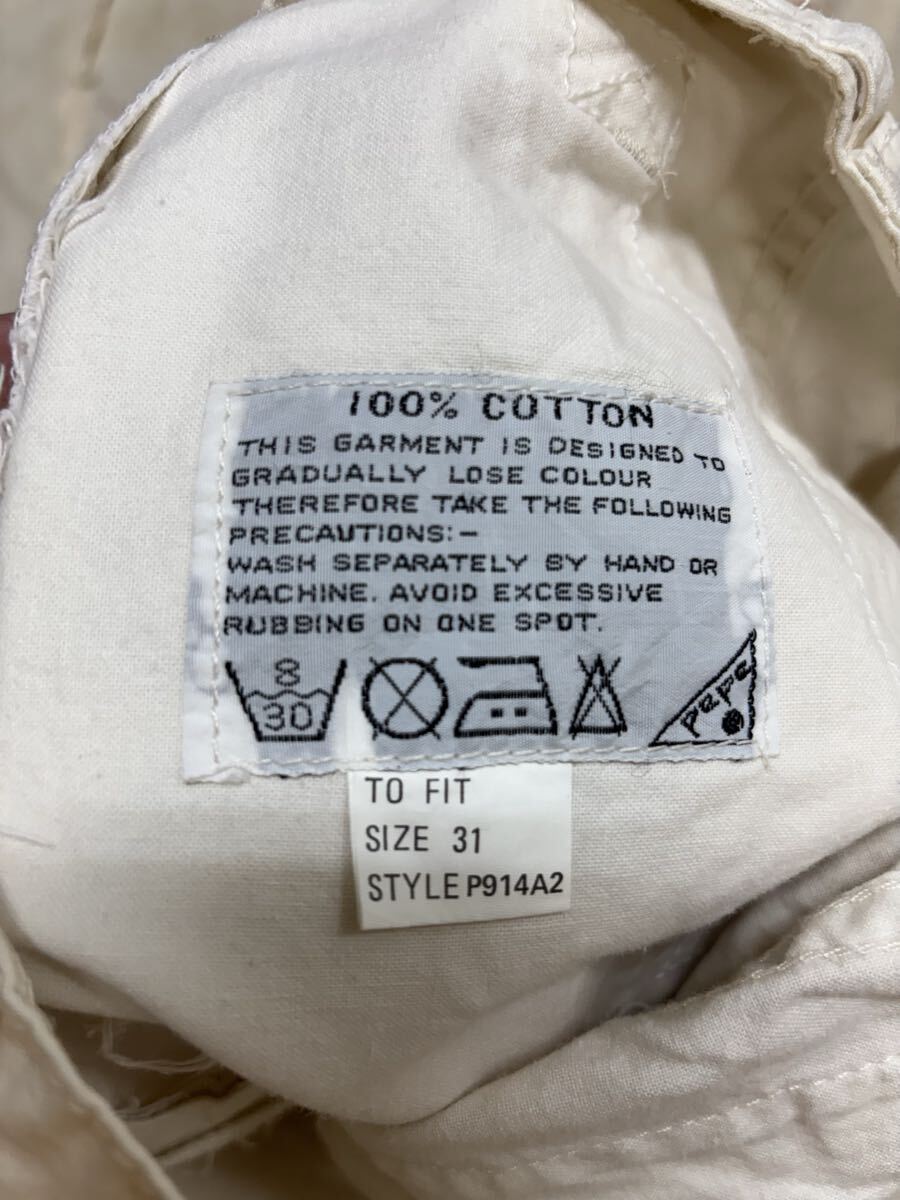 100% COTTON
THIS GARMENT IS DESIGNED TO
GRADUALLY LOSE COLOUR
THEREFORE TAKE THE FOLLOWING
PRECAUTIONS:-
WASH SEPARATELY BY HAND OR
MACHINE. AVOID EXCESSIVE
RUBBING ON ONE SPOT.
8
30
Pepe
TO FIT
SIZE 31
STYLE P914A2